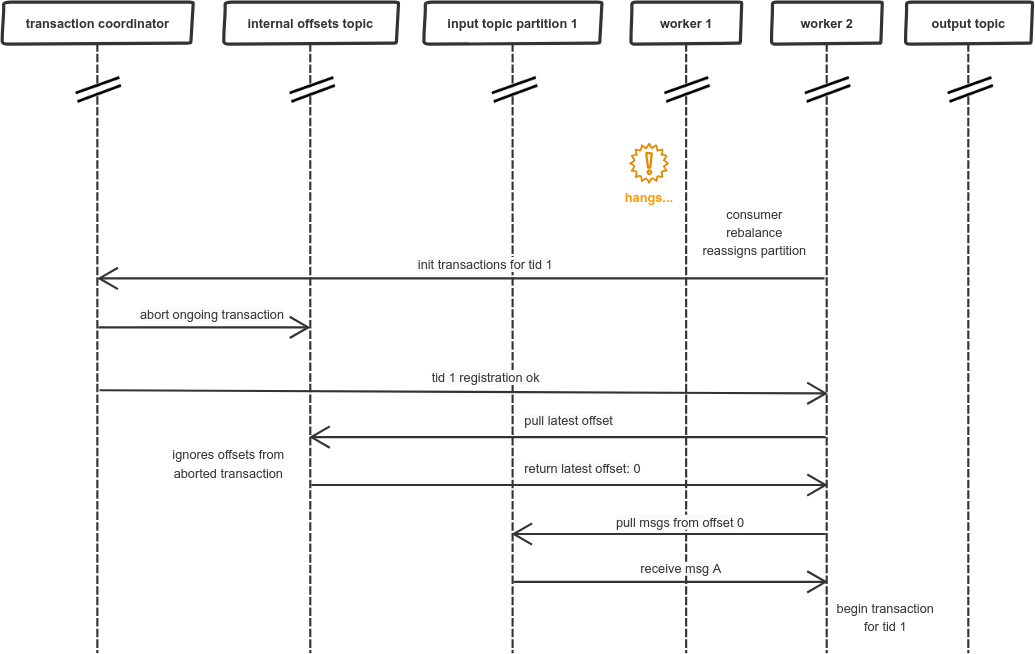 transaction coordinator
internal offsets topic
input topic partition 1
worker 1
worker 2
output topic
hangs...
consumer
rebalance
reassigns partition
init transactions for tid 1
abort ongoing transaction
tid 1 registration ok
pull latest offset
ignores offsets from
aborted transaction
return latest offset: 0
pull msgs from offset 0
receive msg A
begin transaction
for tid 1